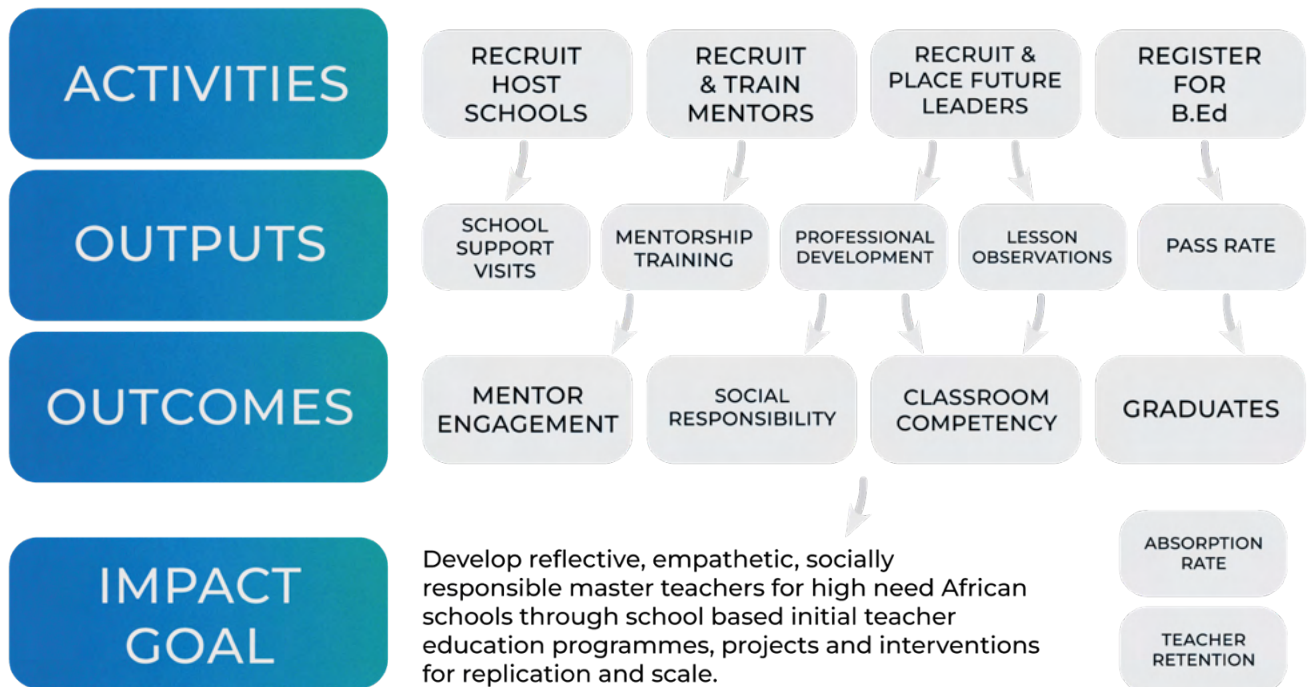 ACTIVITIES
RECRUIT
HOST
SCHOOLS
RECRUIT
& TRAIN
MENTORS
RECRUIT &
PLACE FUTURE
LEADERS
REGISTER
FOR
B.Ed
OUTPUTS
SCHOOL
SUPPORT
VISITS
MENTORSHIP
TRAINING
PROFESSIONAL
DEVELOPMENT
LESSON
OBSERVATIONS
PASS RATE
OUTCOMES
MENTOR
ENGAGEMENT
SOCIAL
RESPONSIBILITY
CLASSROOM
COMPETENCY
GRADUATES
IMPACT
GOAL
Develop reflective, empathetic, socially
responsible master teachers for high need African
schools through school based initial teacher
education programmes, projects and interventions
for replication and scale.
ABSORPTION
RATE
TEACHER
RETENTION